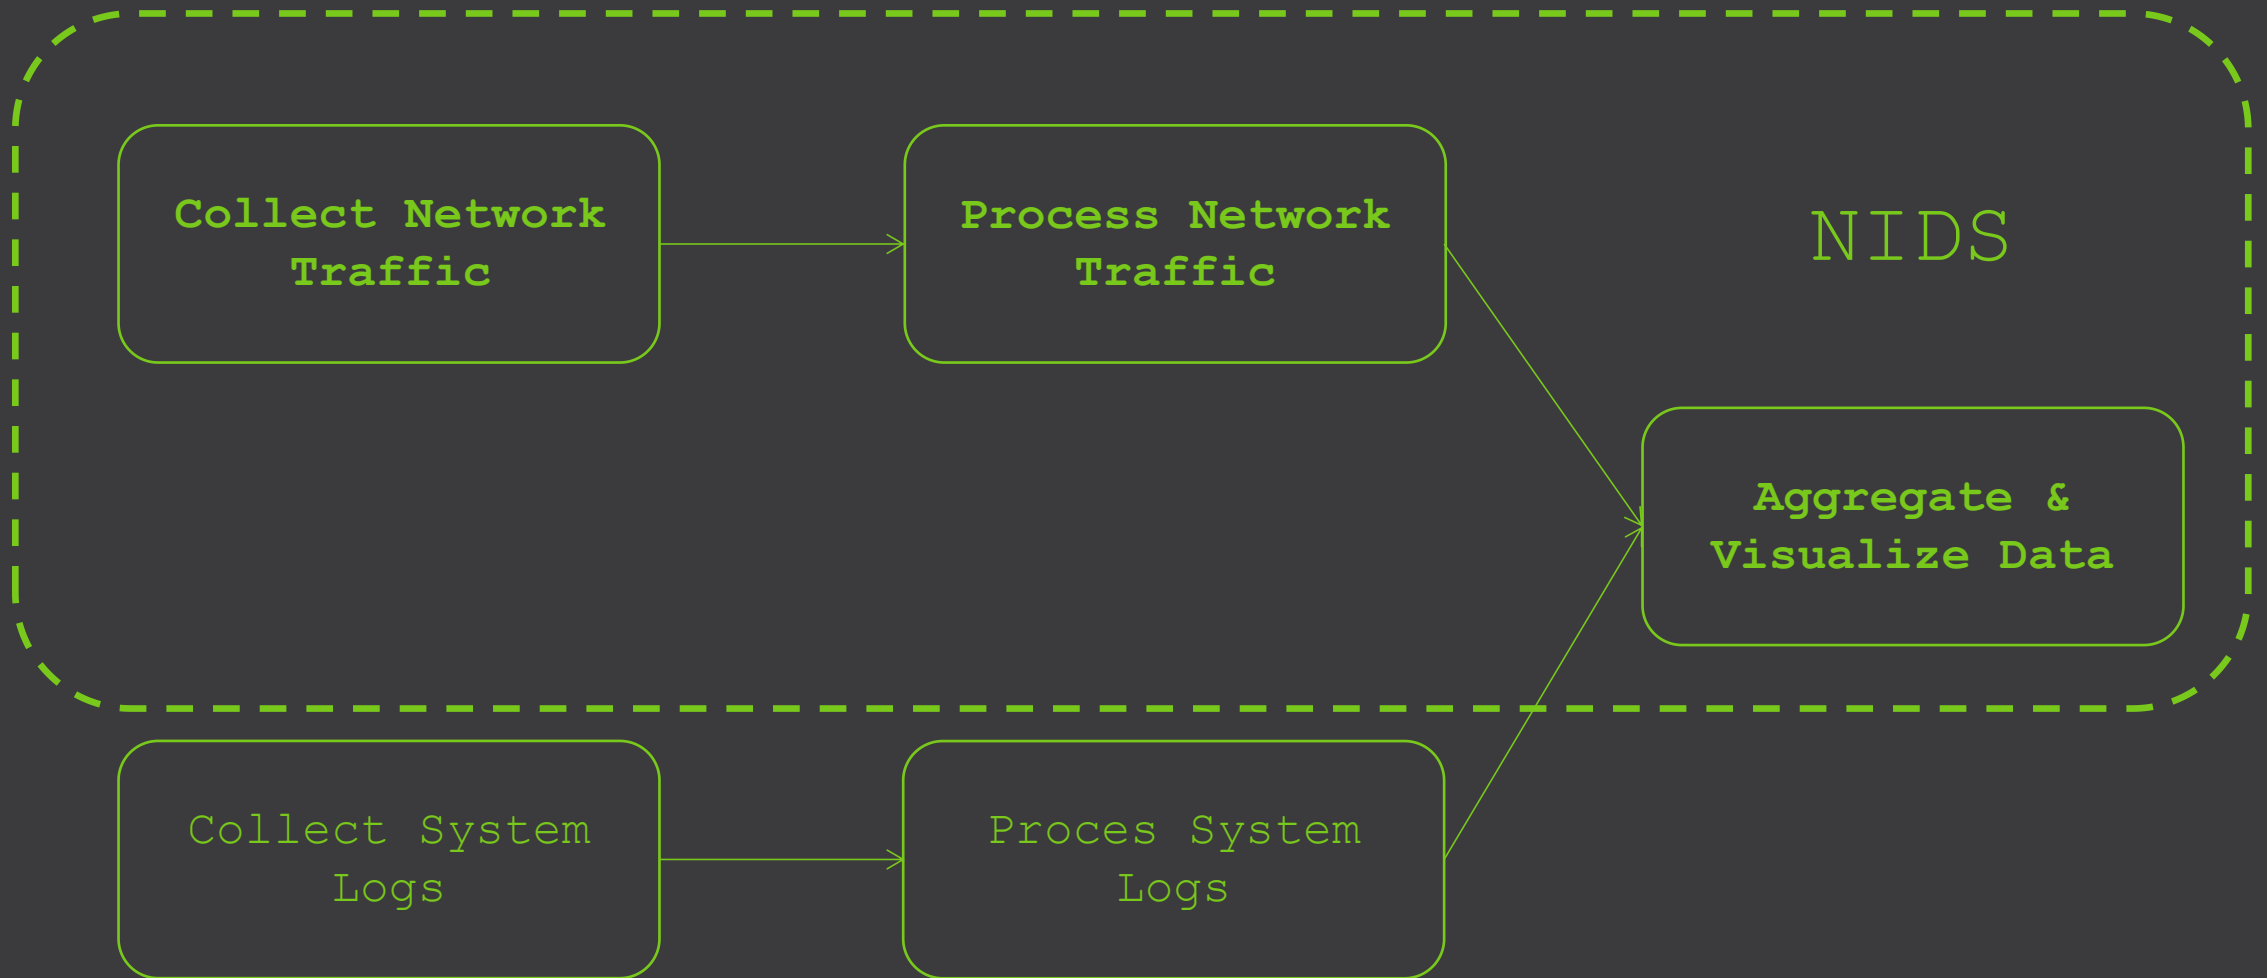 Collect Network
Traffic
Process Network
Traffic
NIDS
Aggregate &
Visualize Data
Collect System
Logs
Proces System
Logs